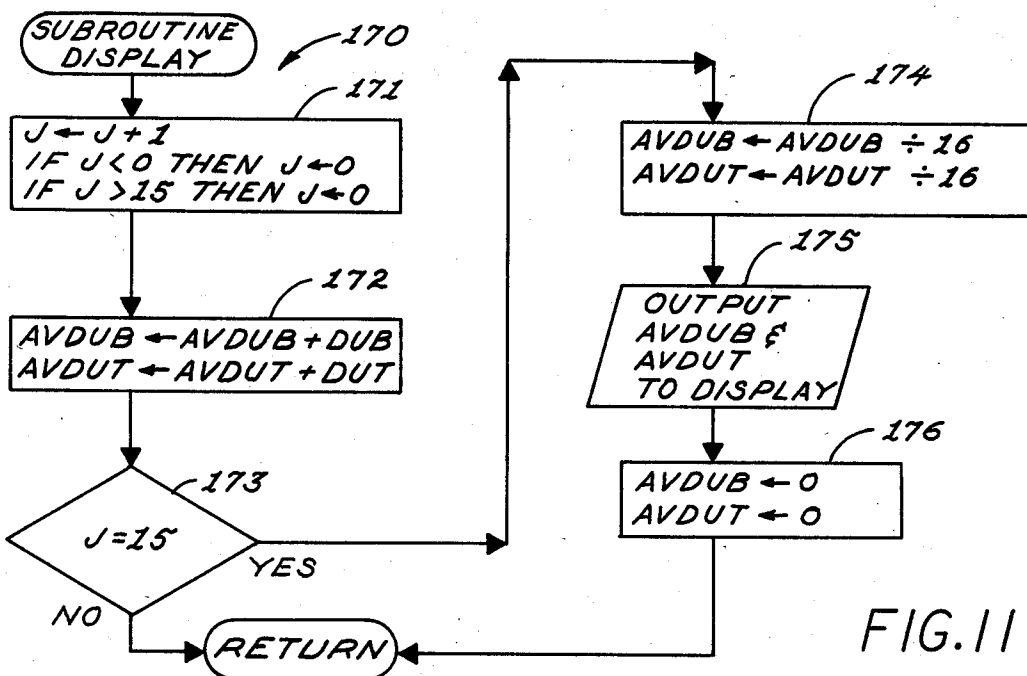 SUBROUTINE
DISPLAY
170
171
J ← J + 1
IF J < 0 THEN J ← 0
IF J > 15 THEN J ← 0
172
AVDUB ← AVDUB + DUB
AVDUT ← AVDUT + DUT
173
J = 15
YES
NO
RETURN
174
AVDUB ← AVDUB ÷ 16
AVDUT ← AVDUT ÷ 16
175
OUTPUT
AVDUB &
AVDUT
TO DISPLAY
176
AVDUB ← 0
AVDUT ← 0
FIG.11